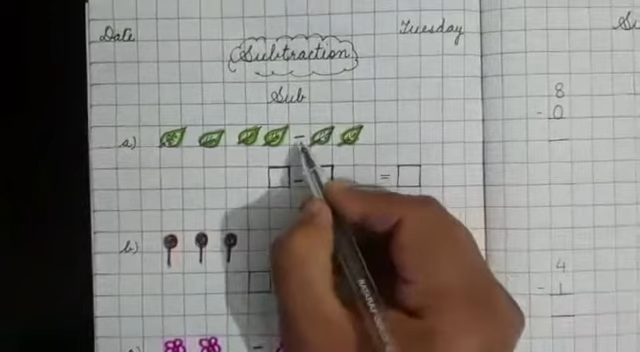 Date Tuesday
Subtraction
Sub
a) - 
- =
b)
8
- 0
4
- 1
-